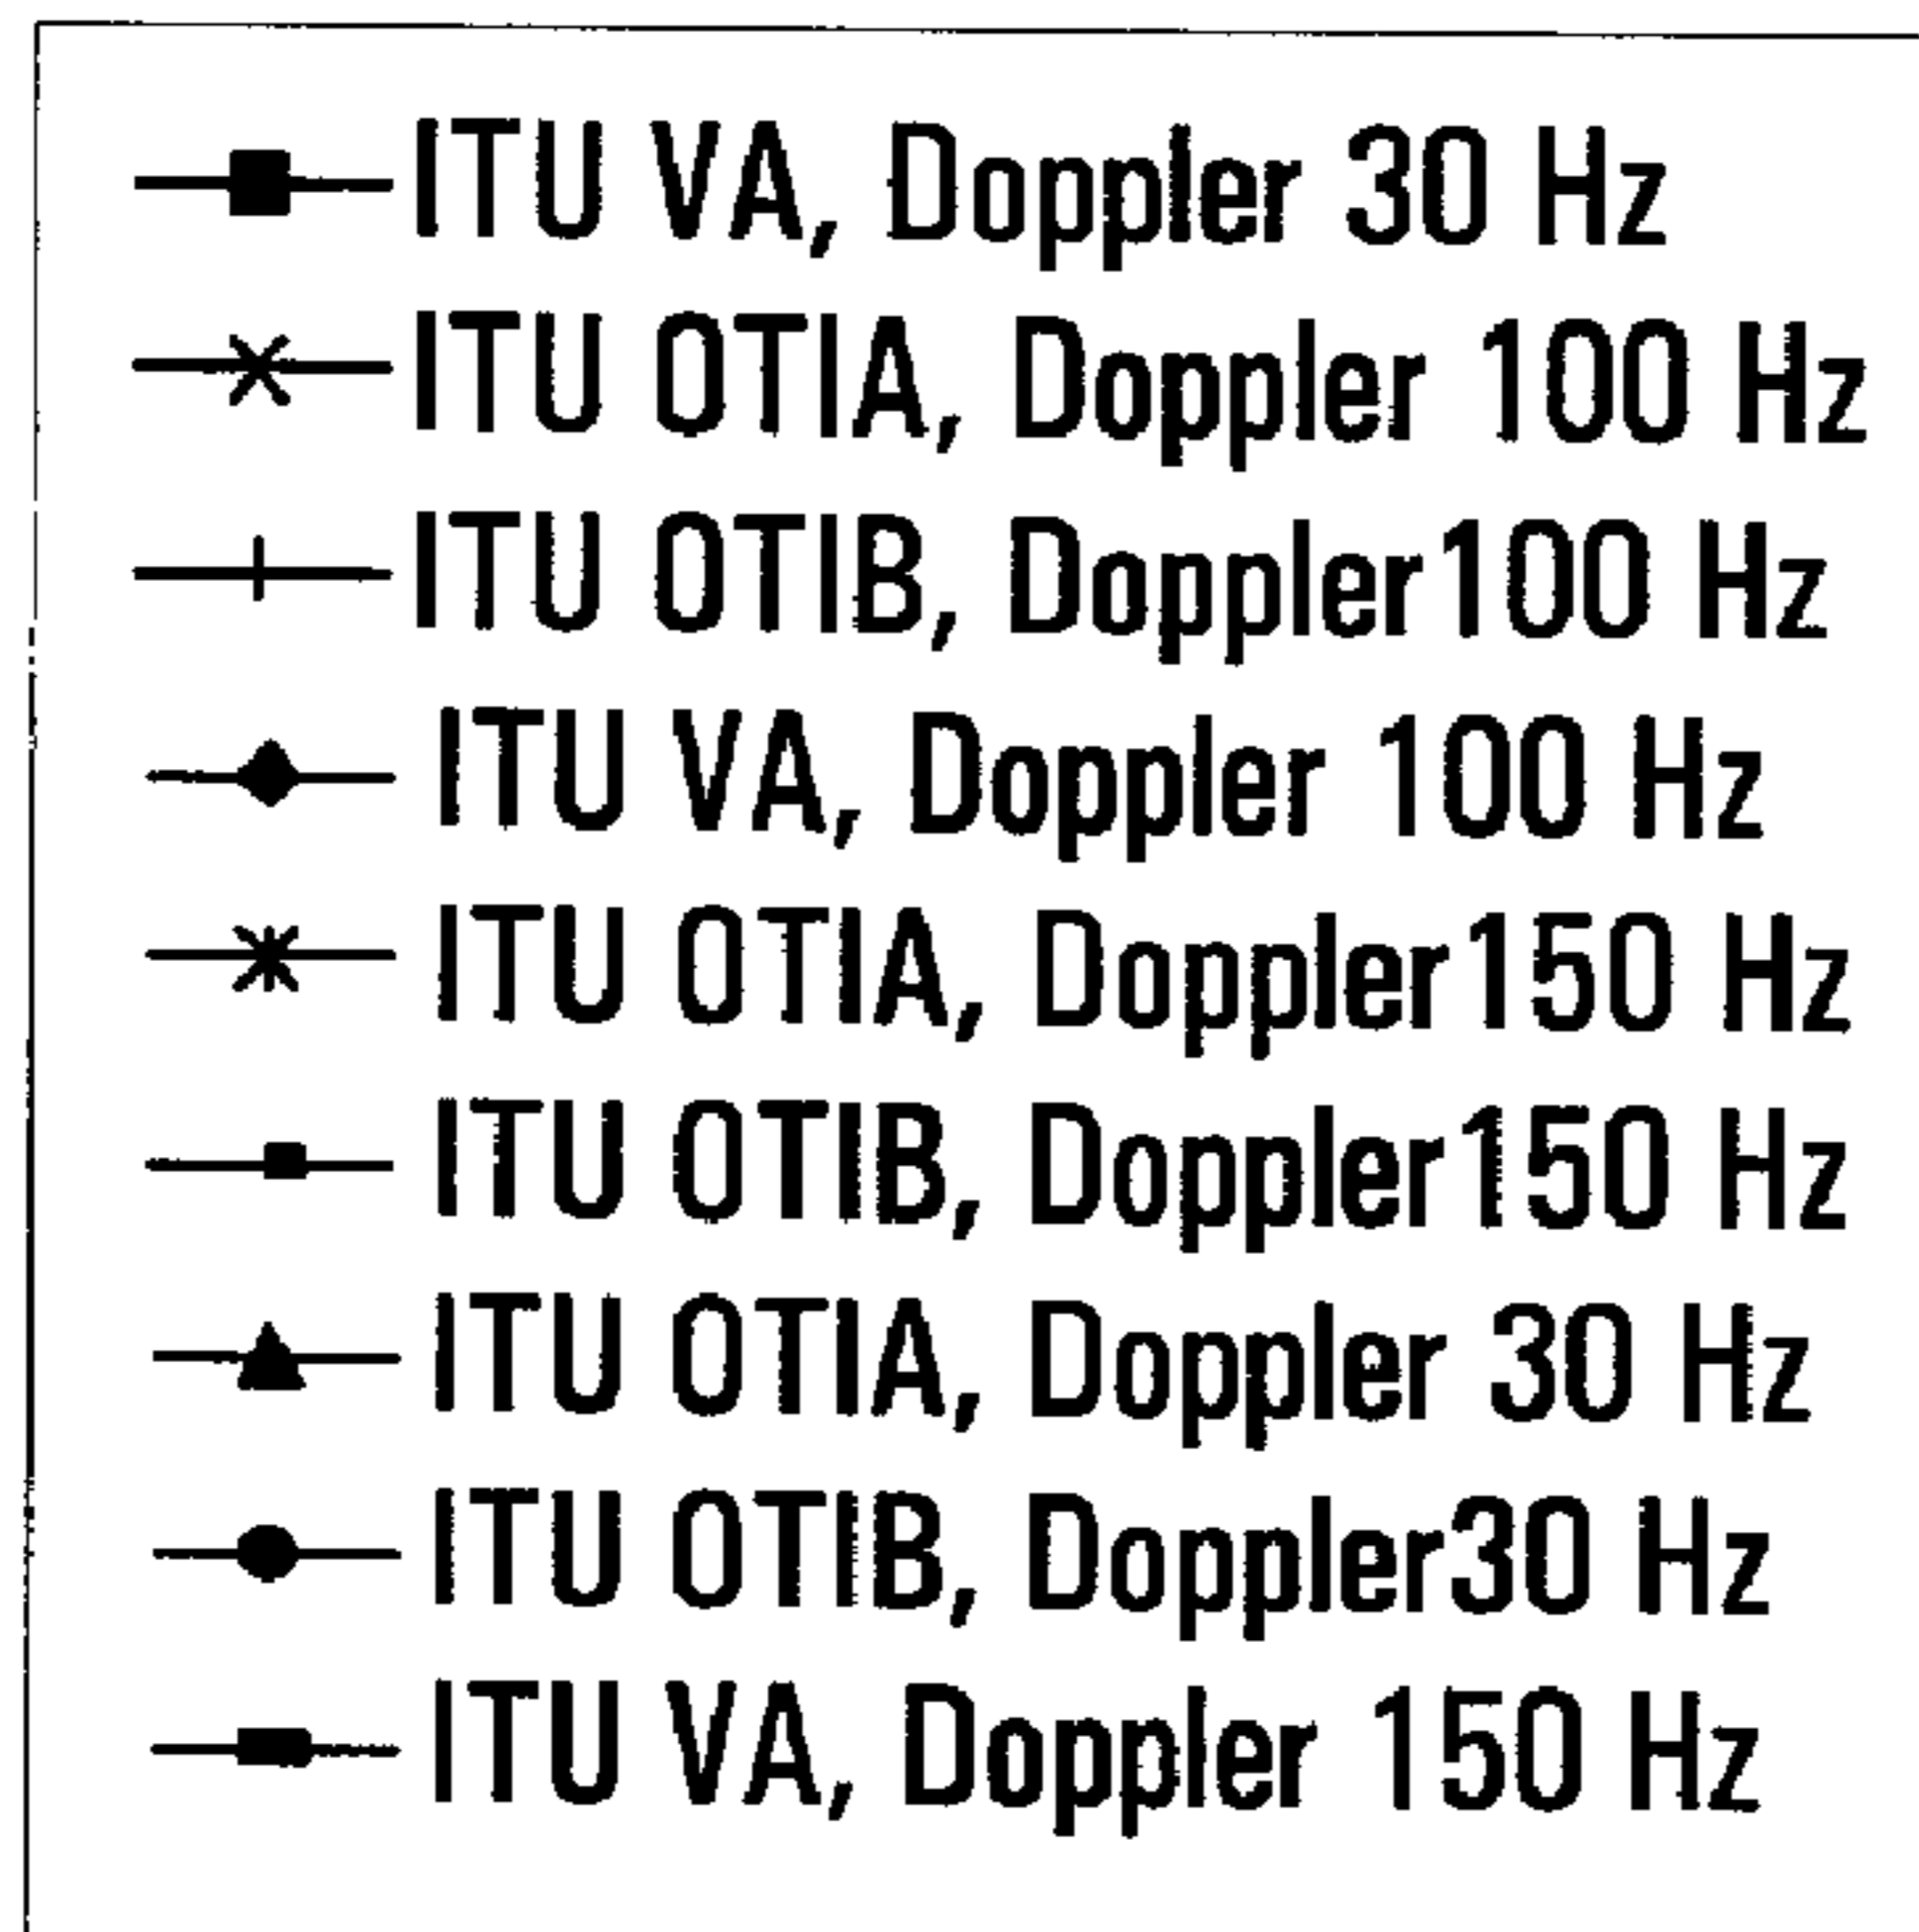 ITU VA, Doppler 30 Hz
ITU OTIA, Doppler 100 Hz
ITU OTIB, Doppler100 Hz
ITU VA, Doppler 100 Hz
ITU OTIA, Doppler150 Hz
ITU OTIB, Doppler150 Hz
ITU OTIA, Doppler 30 Hz
ITU OTIB, Doppler30 Hz
ITU VA, Doppler 150 Hz